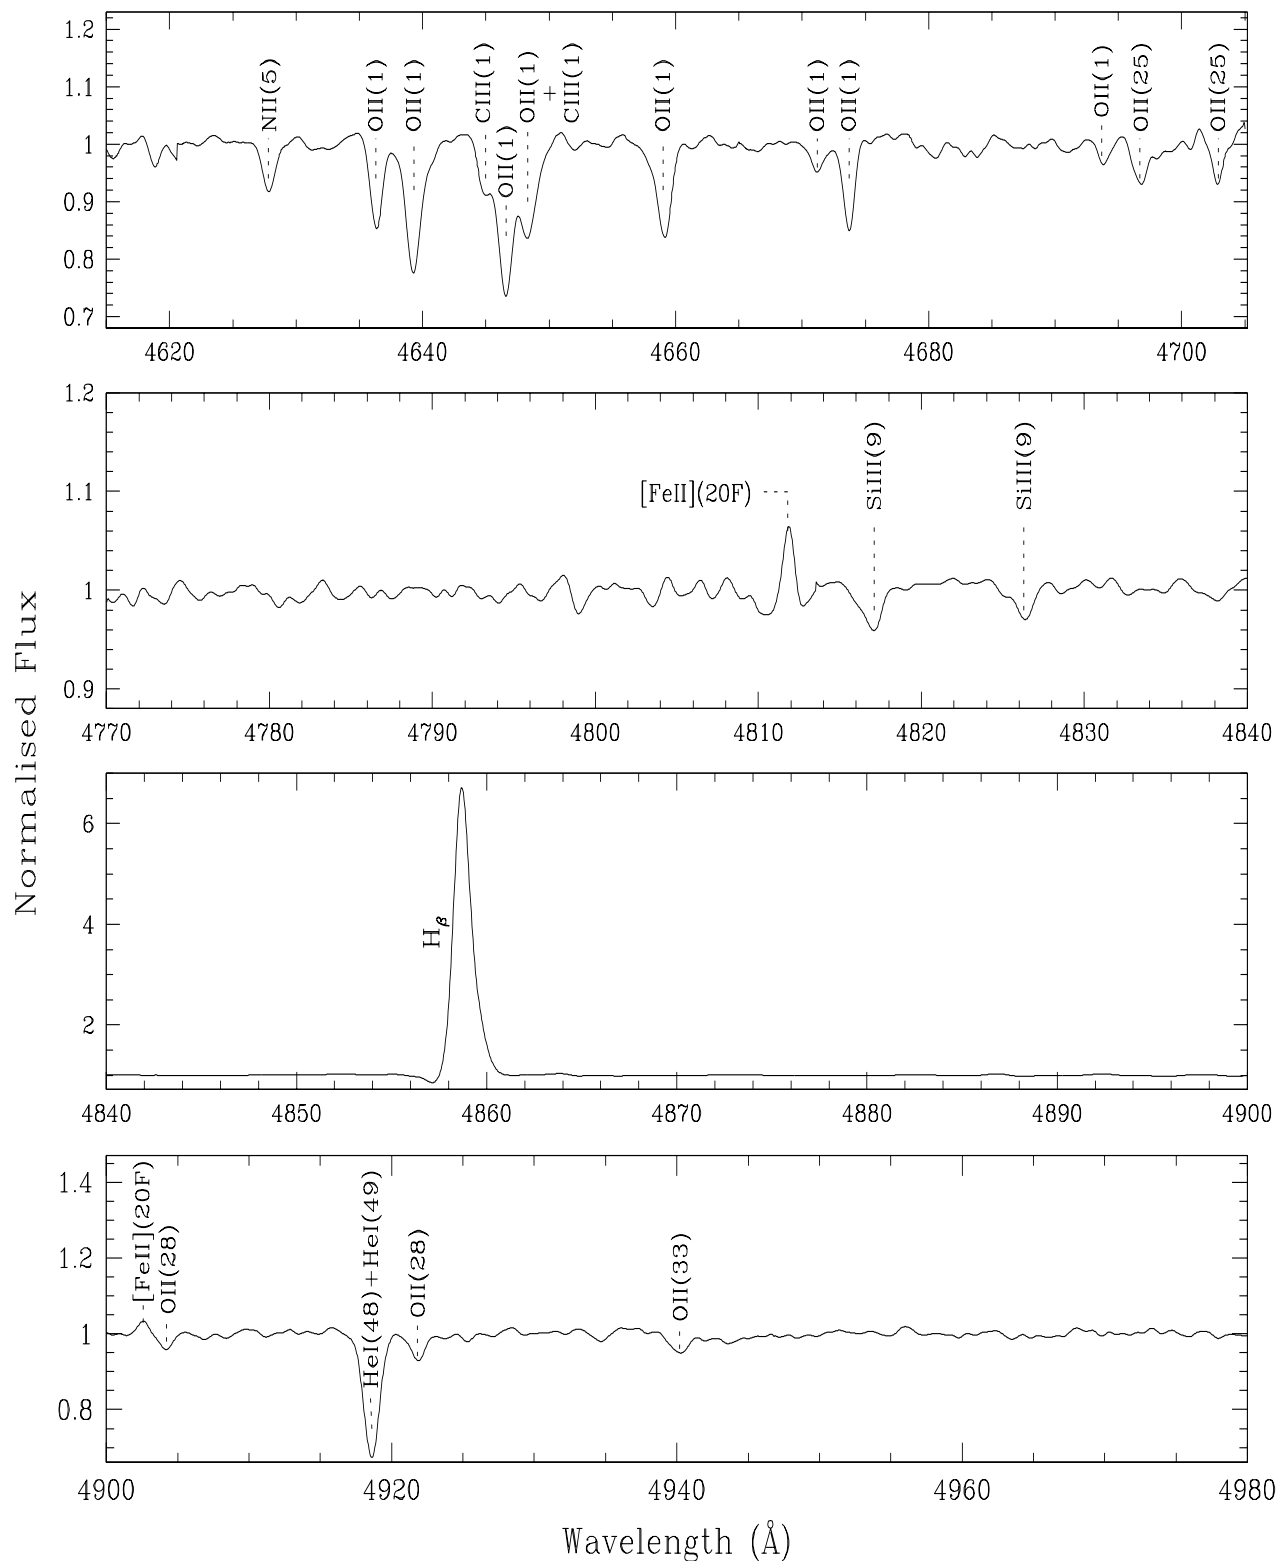 Normalised Flux
1.2
1.1
1
0.9
0.8
0.7
NII(5)
OII(1)
OII(1)
CIII(1)
OII(1)
OII(1)
+
CIII(1)
OII(1)
OII(1)
OII(1)
OII(1)
OII(25)
OII(25)
4620 4640 4660 4680 4700
1.2
1.1
1
0.9
[FeII](20F)
SiIII(9)
SiIII(9)
4770 4780 4790 4800 4810 4820 4830 4840
6
4
2
Hβ
4840 4850 4860 4870 4880 4890 4900
1.4
1.2
1
0.8
[FeII](20F)
OII(28)
HeI(48)+HeI(49)
OII(28)
OII(33)
4900 4920 4940 4960 4980
Wavelength (Å)